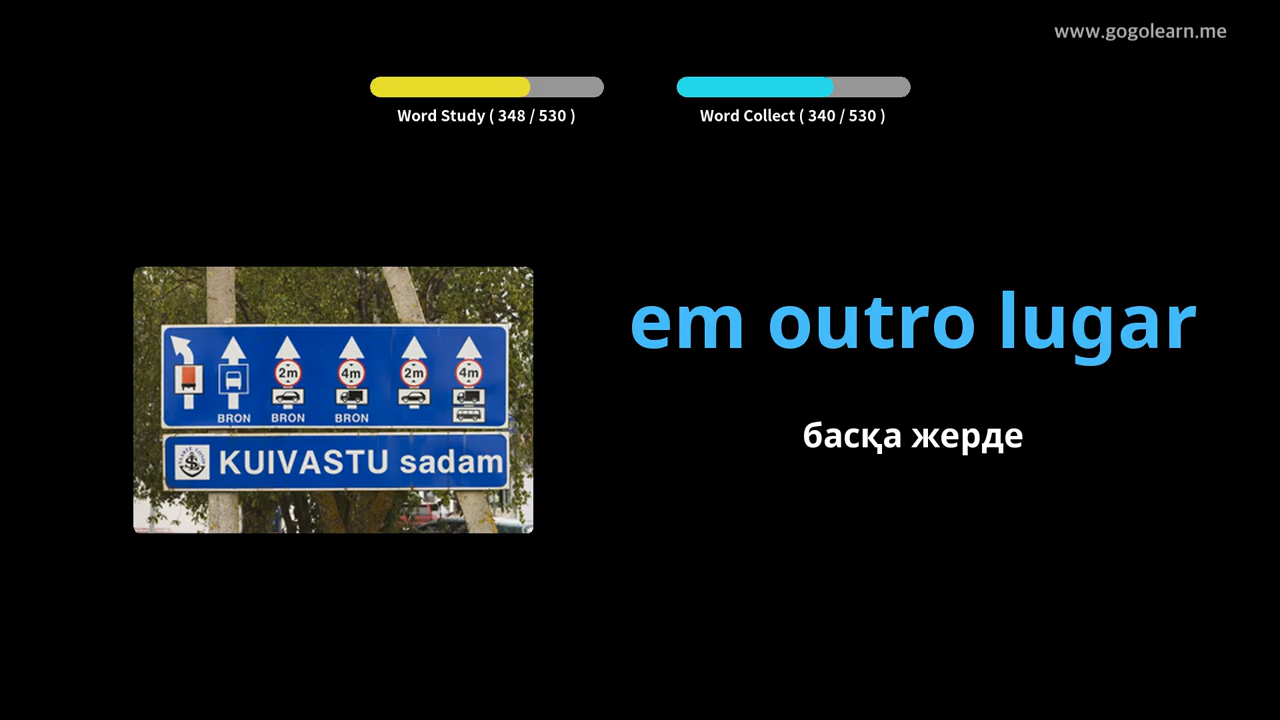 www.gogolearn.me
Word Study ( 348 / 530 )
Word Collect ( 340 / 530 )
em outro lugar
басқа жерде
2m
4m
2m
4m
BRON
BRON
BRON
KUIVASTU sadam